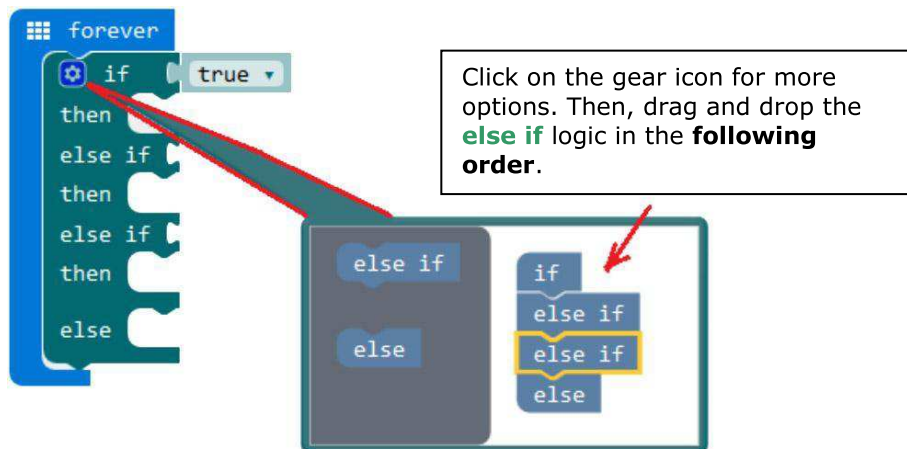 forever
if true
then
else if
then
else if
then
else
Click on the gear icon for more
options. Then, drag and drop the
else if logic in the following
order.
else if
else
if
else if
else if
else